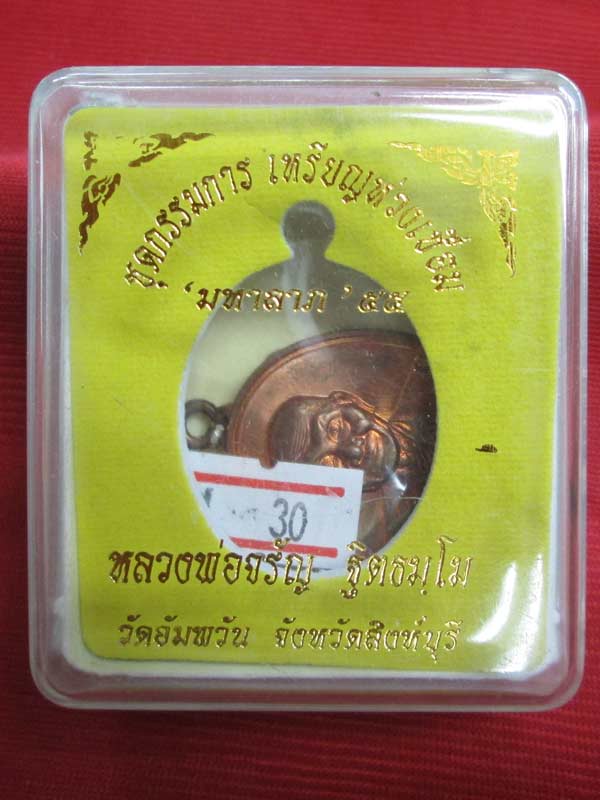 ชุดกรรมการ เหรียญห่วงเชื่อม
'มหาลาภ' ๕๕
30
หลวงพ่อจรัญ ฐิตธมฺโม
วัดอัมพวัน จังหวัดสิงห์บุรี